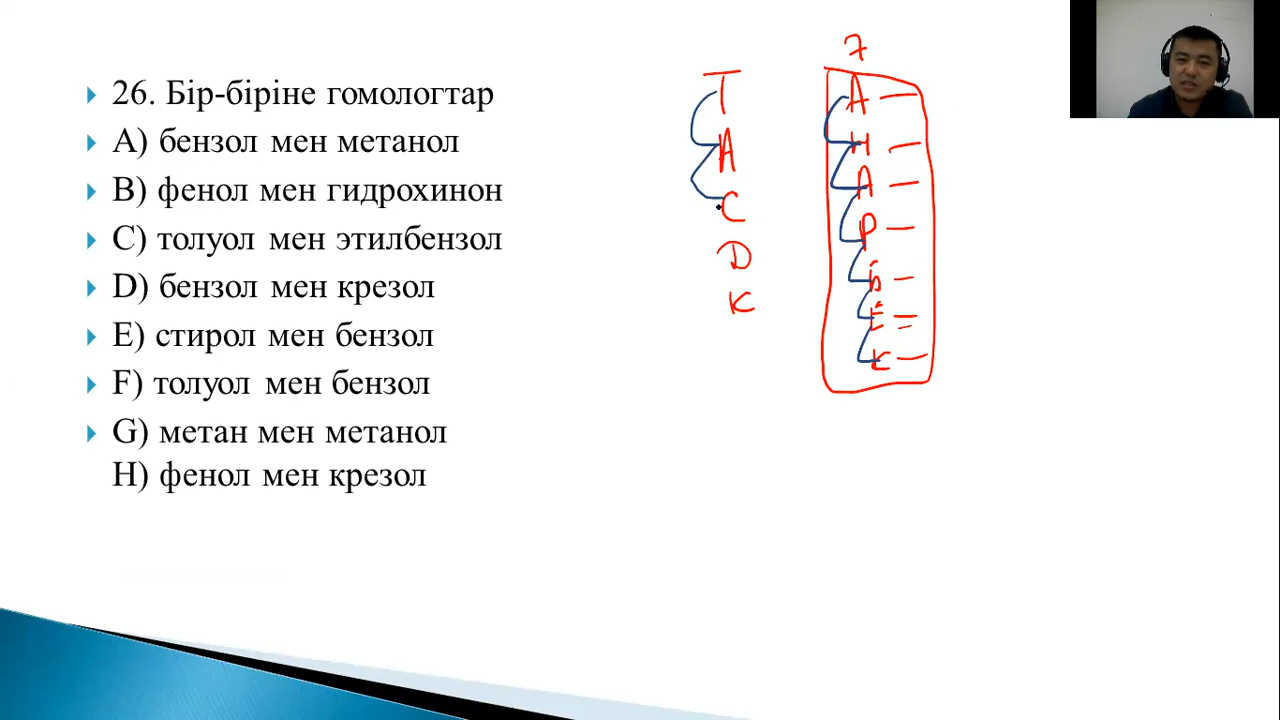 26. Бір-біріне гомологтар
A) бензол мен метанол
B) фенол мен гидрохинон
C) толуол мен этилбензол
D) бензол мен крезол
E) стирол мен бензол
F) толуол мен бензол
G) метан мен метанол
H) фенол мен крезол
Т
А
С
D
К
7
А
Н
А
Р
Б
Е
К